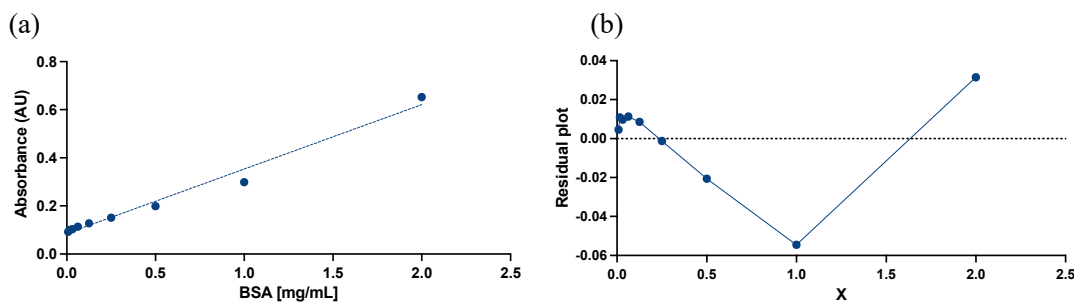 (a)
(b)
Absorbance (AU)
0.8
0.6
0.4
0.2
0.0
0.0 0.5 1.0 1.5 2.0 2.5
BSA [mg/mL]
Residual plot
0.04
0.02
0.00
-0.02
-0.04
-0.06
0.0 0.5 1.0 1.5 2.0 2.5
X